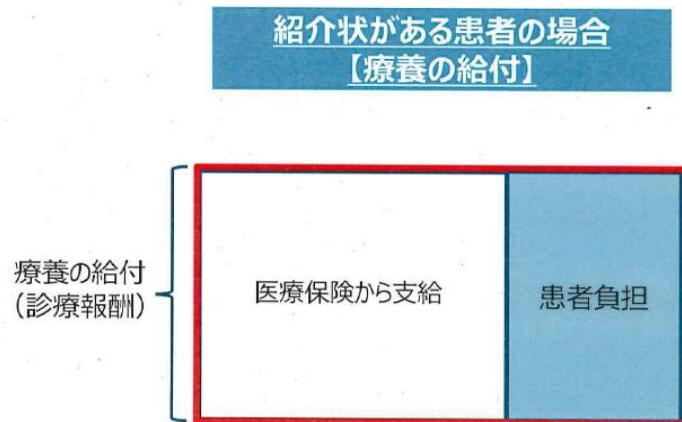 紹介状がある患者の場合
【療養の給付】
療養の給付
(診療報酬)
医療保険から支給
患者負担